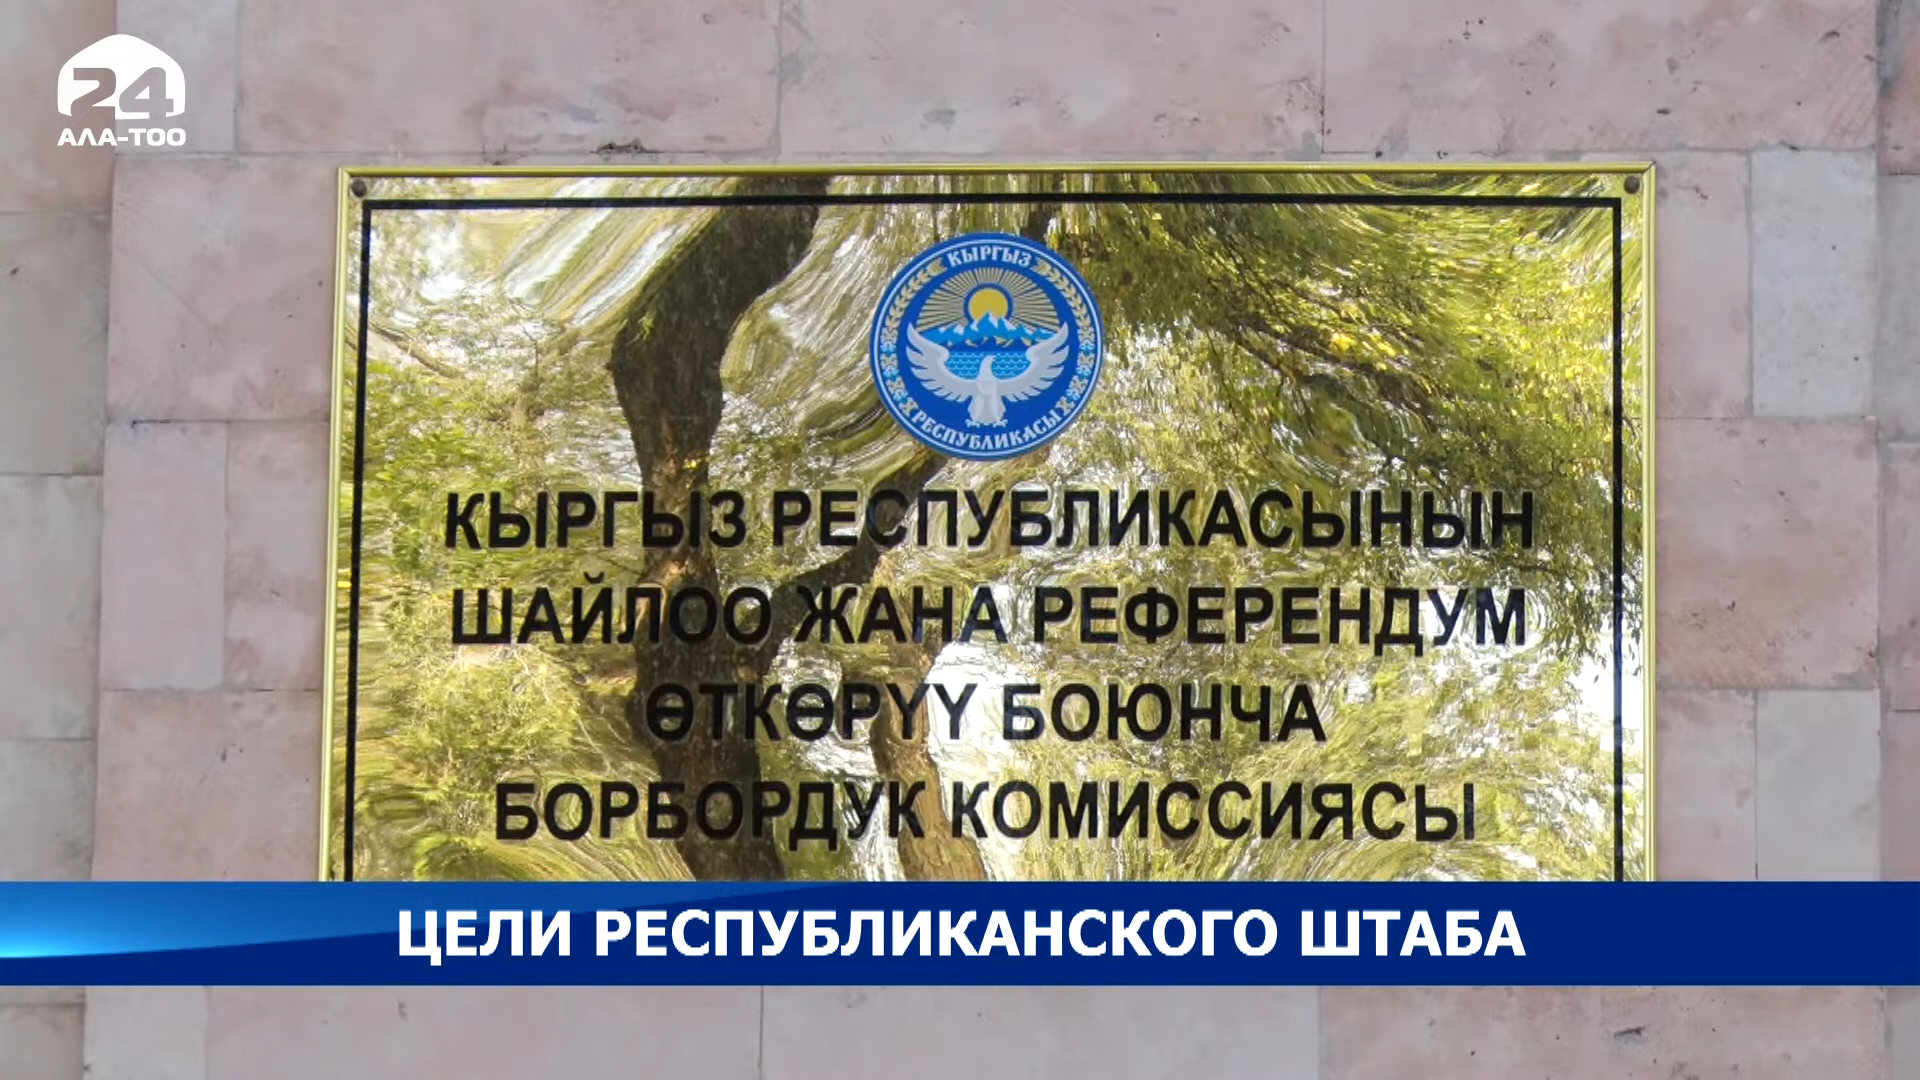 24
АЛА-ТОО
КЫРГЫЗ
РЕСПУБЛИКАСЫ
КЫРГЫЗ РЕСПУБЛИКАСЫНЫН
ШАЙЛОО ЖАНА РЕФЕРЕНДУМ
ӨТКӨРҮҮ БОЮНЧА
БОРБОРДУК КОМИССИЯСЫ
ЦЕЛИ РЕСПУБЛИКАНСКОГО ШТАБА